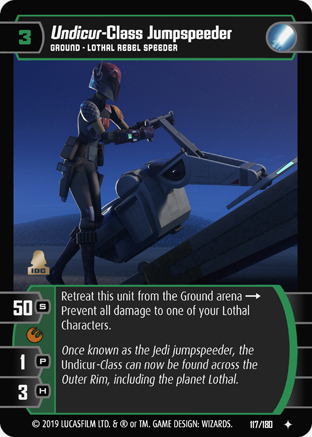 3
Undicur-Class Jumpspeeder
GROUND - LOTHAL REBEL SPEEDER
IDC
50 S
Retreat this unit from the Ground arena →
Prevent all damage to one of your Lothal
Characters.
1 P
3 H
Once known as the Jedi jumpspeeder, the
Undicur-Class can now be found across the
Outer Rim, including the planet Lothal.
© 2019 LUCASFILM LTD. & ® or TM. GAME DESIGN: WIZARDS.
117/180